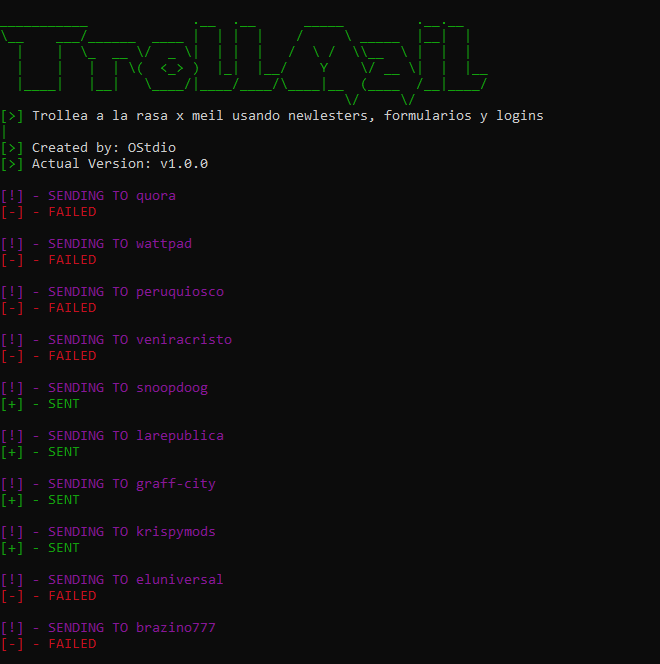 TrollMail
[>] Trollea a la rasa x meil usando newlesters, formularios y logins
|
[>] Created by: OStdio
[>] Actual Version: v1.0.0
[!] - SENDING TO quora
[-] - FAILED
[!] - SENDING TO wattpad
[-] - FAILED
[!] - SENDING TO peruquiosco
[-] - FAILED
[!] - SENDING TO veniracristo
[-] - FAILED
[!] - SENDING TO snoopdoog
[+] - SENT
[!] - SENDING TO larepublica
[+] - SENT
[!] - SENDING TO graff-city
[+] - SENT
[!] - SENDING TO krispymods
[+] - SENT
[!] - SENDING TO eluniversal
[-] - FAILED
[!] - SENDING TO brazino777
[-] - FAILED